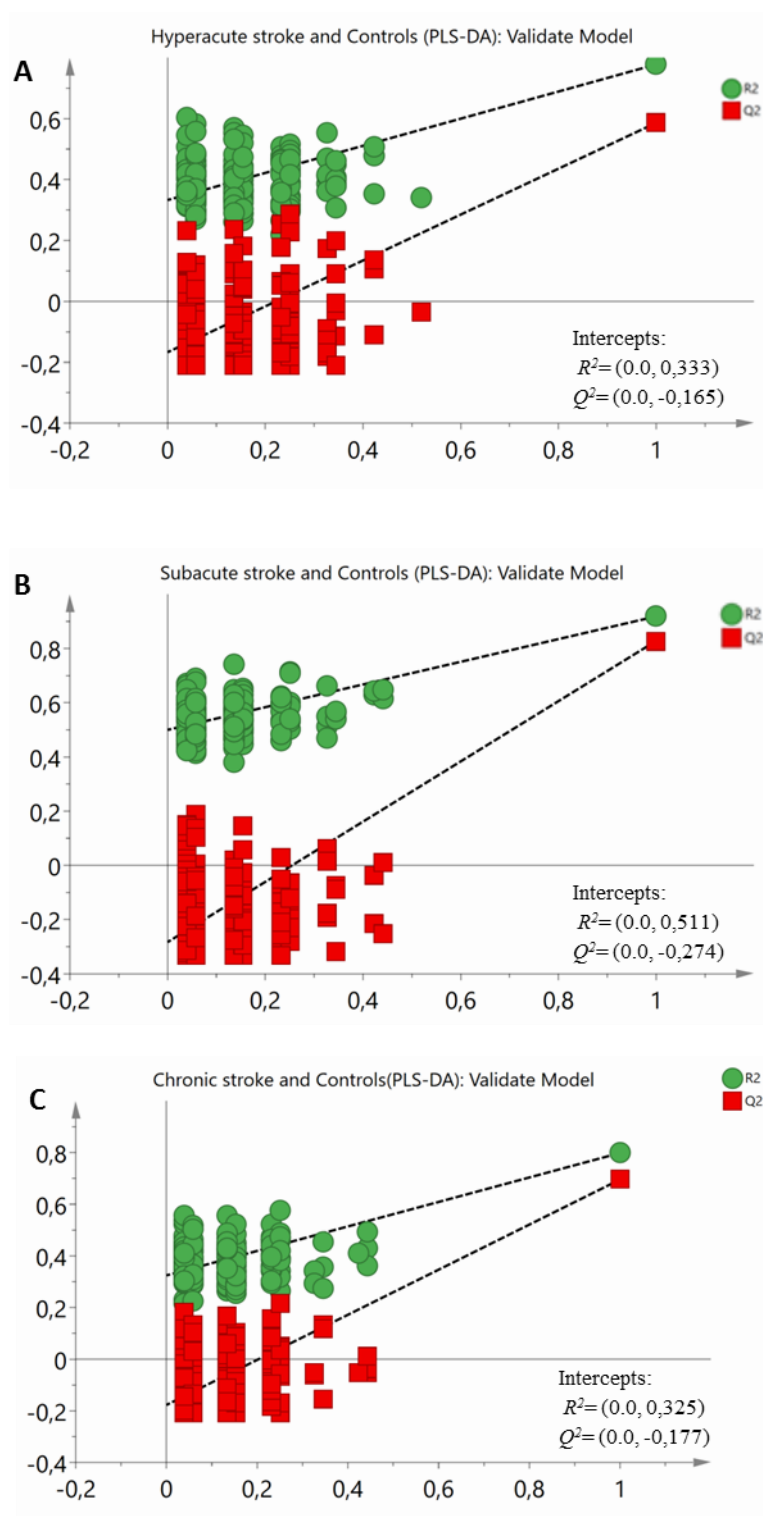 Hyperacute stroke and Controls (PLS-DA): Validate Model
A
R2
Q2
0,6
0,4
0,2
0
-0,2
-0,4
Intercepts:
R²= (0.0, 0,333)
Q²= (0.0, -0,165)
-0,2 0 0,2 0,4 0,6 0,8 1
Subacute stroke and Controls (PLS-DA): Validate Model
B
R2
Q2
0,8
0,6
0,4
0,2
0
-0,2
-0,4
Intercepts:
R²= (0.0, 0,511)
Q²= (0.0, -0,274)
-0,2 0 0,2 0,4 0,6 0,8 1
Chronic stroke and Controls(PLS-DA): Validate Model
C
R2
Q2
0,8
0,6
0,4
0,2
0
-0,2
-0,4
Intercepts:
R²= (0.0, 0,325)
Q²= (0.0, -0,177)
-0,2 0 0,2 0,4 0,6 0,8 1